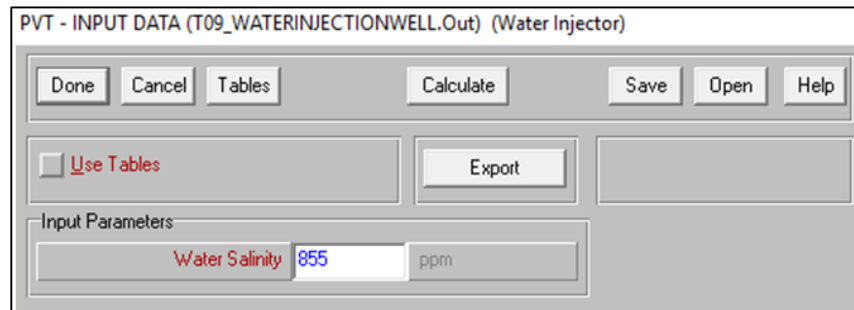 PVT - INPUT DATA (T09_WATERINJECTIONWELL.Out) (Water Injector)
Done Cancel Tables Calculate Save Open Help
Use Tables Export
Input Parameters
Water Salinity 855 ppm